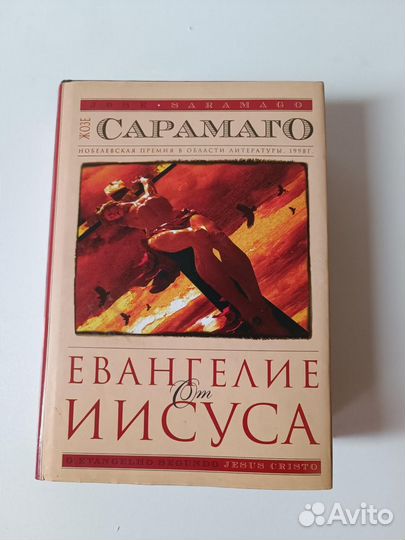 JOSE • SARAMAGO
ЖОЗЕ
САРАМАГО
НОБЕЛЕВСКАЯ ПРЕМИЯ В ОБЛАСТИ ЛИТЕРАТУРЫ, 1998Г.
ЕВАНГЕЛИЕ
От
ИИСУСА
O EVANGELHO SEGUNDO JESUS CRISTO
Avito